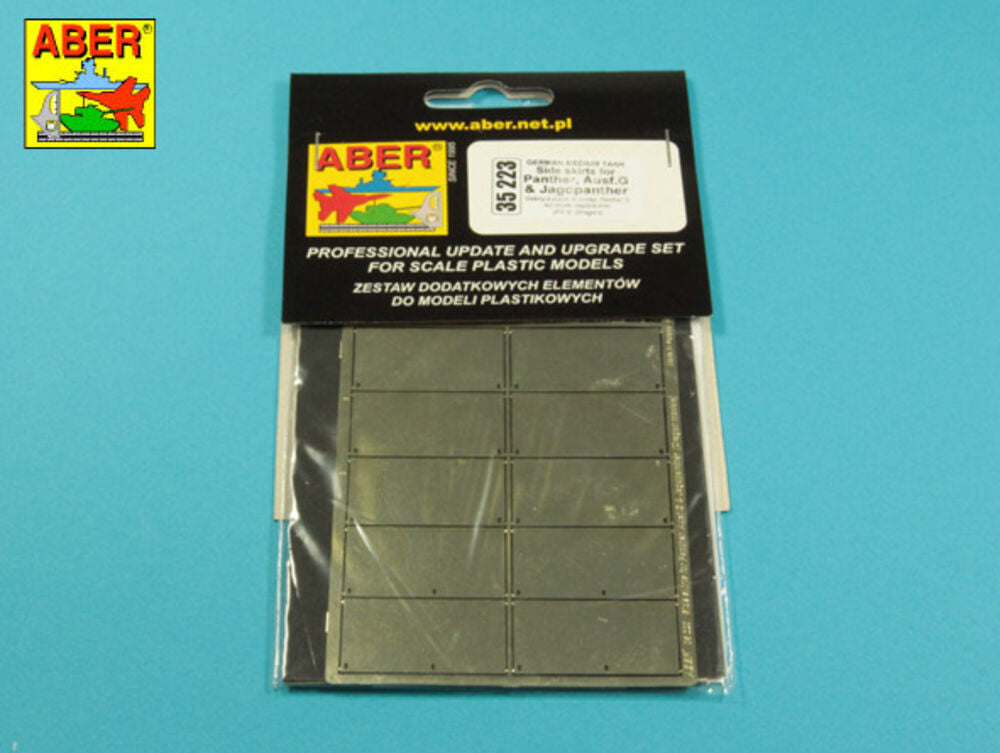 ABER®
www.aber.net.pl
ABER®
SINCE 1995
35 223
GERMAN MEDIUM TANK
Side skirts for
Panther, Ausf.G
& Jagdpanther
PROFESSIONAL UPDATE AND UPGRADE SET
FOR SCALE PLASTIC MODELS
ZESTAW DODATKOWYCH ELEMENTÓW
DO MODELI PLASTIKOWYCH